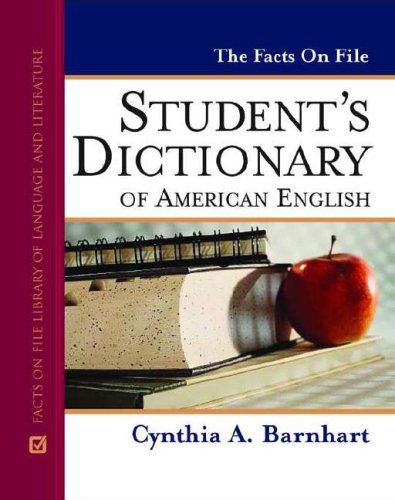 The Facts On File
STUDENT'S
DICTIONARY
OF AMERICAN ENGLISH
Cynthia A. Barnhart
FACTS ON FILE LIBRARY OF LANGUAGE AND LITERATURE